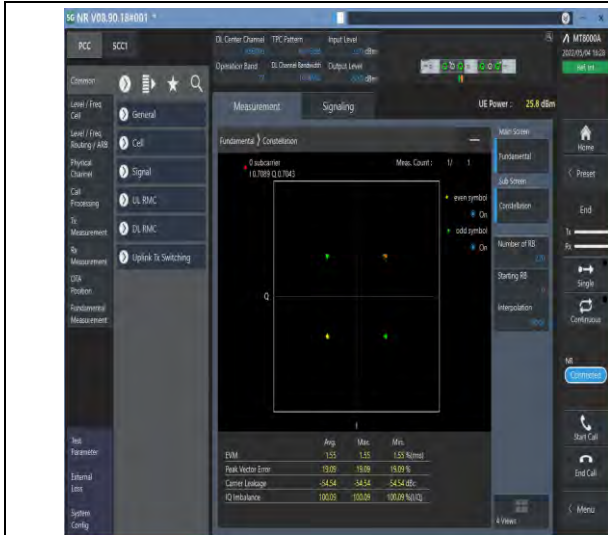 5G NR V08.90.18#001 *
PCC
SCC1
DL Center Channel
TPC Pattern
Input Level
dBm
Operation Band
DL Channel Bandwidth
Output Level
dBm
MT8000A
2022/05/04
Common
Level / Freq
Cell
Level / Freq
Routing / ARB
Physical
Channel
Call
Processing
Tx
Measurement
Rx
Measurement
OTA
Position
Fundamental
Measurement
Test
Parameter
External
Loss
System
Config
General
Cell
Signal
UL RMC
DL RMC
Uplink Tx Switching
Measurement
Signaling
UE Power : 25.8 dBm
Fundamental
Constellation
0 subcarrier
I 0.7089 Q 0.7043
Meas. Count : 1/ 1
even symbol
On
odd symbol
On
Q
I
Avg. Max. Min.
EVM 1.55 1.55 1.55 %(rms)
Peak Vector Error 19.09 19.09 19.09 %
Carrier Leakage -54.54 -54.54 -54.54 dBc
IQ Imbalance 100.09 100.09 100.09 %(I/Q)
Main Screen
Fundamental
Sub Screen
Constellation
Number of RB
Starting RB
Interpolation
4 Views
Home
Preset
End
Tx
Rx
Single
Continuous
NR
Connected
Start Call
End Call
Menu